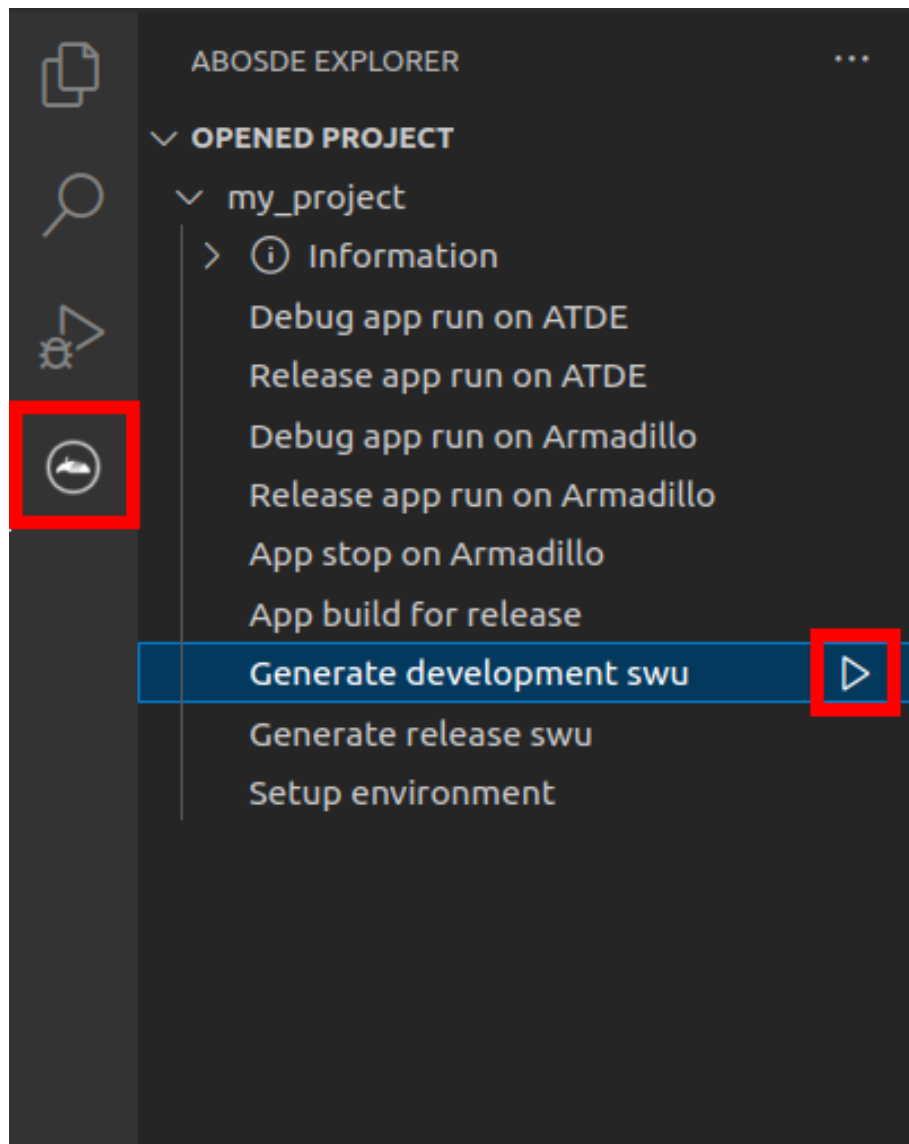 ABOSDE EXPLORER
OPENED PROJECT
my_project
Information
Debug app run on ATDE
Release app run on ATDE
Debug app run on Armadillo
Release app run on Armadillo
App stop on Armadillo
App build for release
Generate development swu
Generate release swu
Setup environment